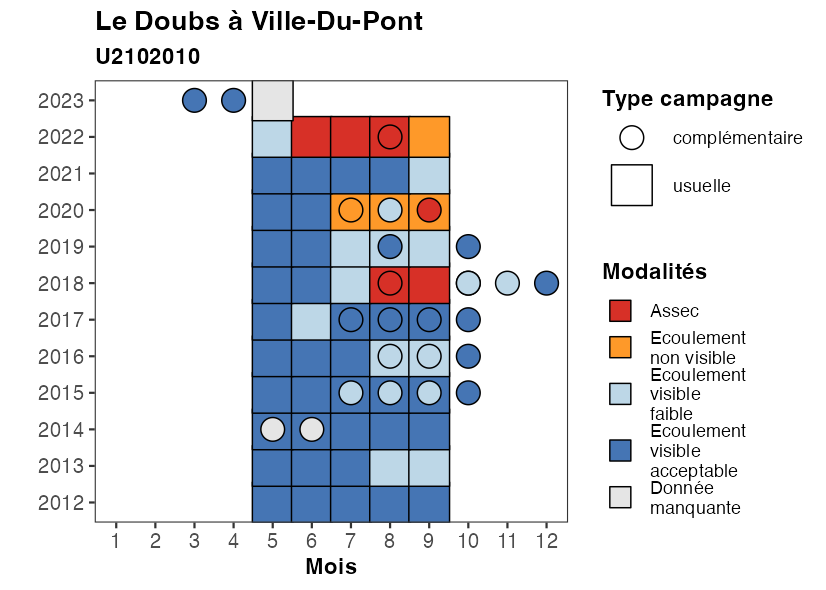 Le Doubs à Ville-Du-Pont
U2102010
2023
2022
2021
2020
2019
2018
2017
2016
2015
2014
2013
2012
1 2 3 4 5 6 7 8 9 10 11 12
Mois
Type campagne
complémentaire
usuelle
Modalités
Assec
Ecoulement
non visible
Ecoulement
visible
faible
Ecoulement
visible
acceptable
Donnée
manquante